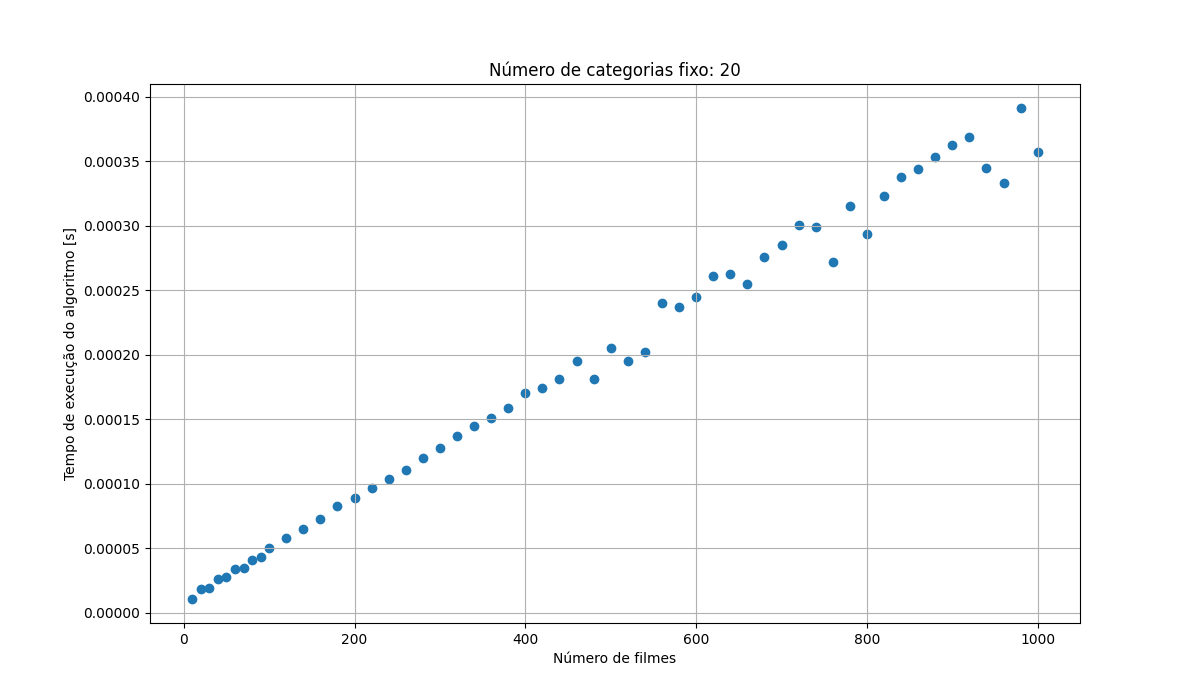 Número de categorias fixo: 20
0.00040
0.00035
0.00030
0.00025
0.00020
0.00015
0.00010
0.00005
0.00000
Tempo de execução do algoritmo [s]
0 200 400 600 800 1000
Número de filmes